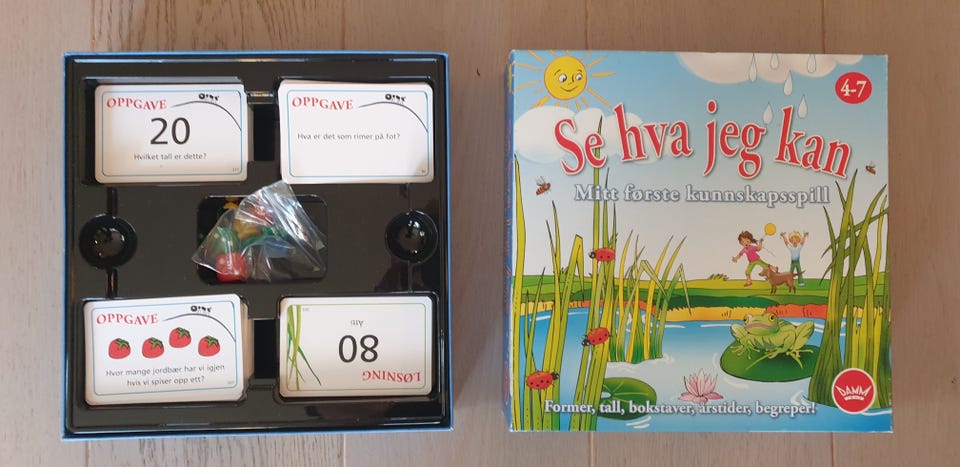 OPPGAVE
20
Hvilket tall er dette?
OPPGAVE
Hva er det som rimer på fot?
OPPGAVE
Hvor mange jordbær har vi igjen
hvis vi spiser opp ett?
LØSNING
80
Åtti
4-7
Se hva jeg kan
Mitt første kunnskapsspill
DAMM
Former, tall, bokstaver, årstider, begreper!